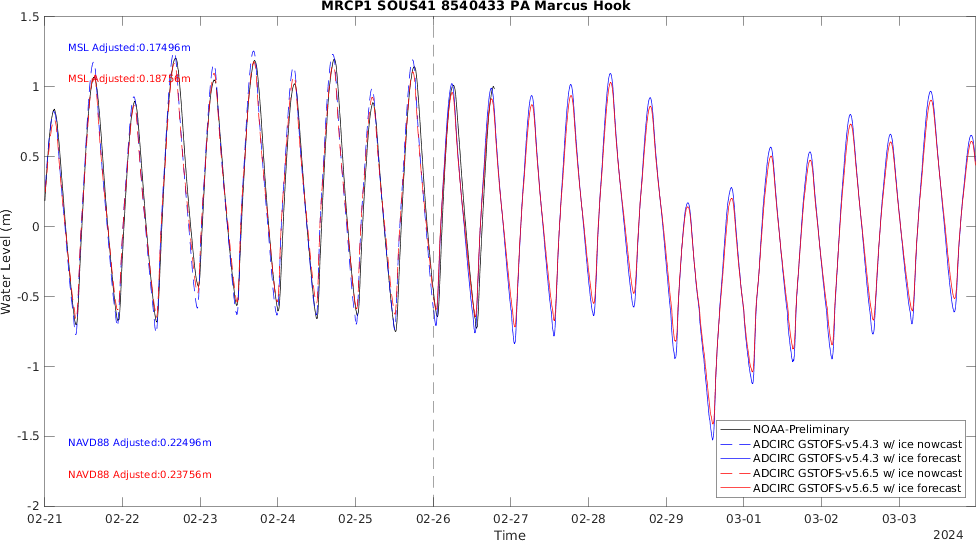 MRCP1 SOUS41 8540433 PA Marcus Hook
1.5
1
0.5
0
-0.5
-1
-1.5
-2
Water Level (m)
MSL Adjusted:0.17496m
MSL Adjusted:0.18756m
NAVD88 Adjusted:0.22496m
NAVD88 Adjusted:0.23756m
NOAA-Preliminary
ADCIRC GSTOFS-v5.4.3 w/ ice nowcast
ADCIRC GSTOFS-v5.4.3 w/ ice forecast
ADCIRC GSTOFS-v5.6.5 w/ ice nowcast
ADCIRC GSTOFS-v5.6.5 w/ ice forecast
02-21 02-22 02-23 02-24 02-25 02-26 02-27 02-28 02-29 03-01 03-02 03-03
Time
2024